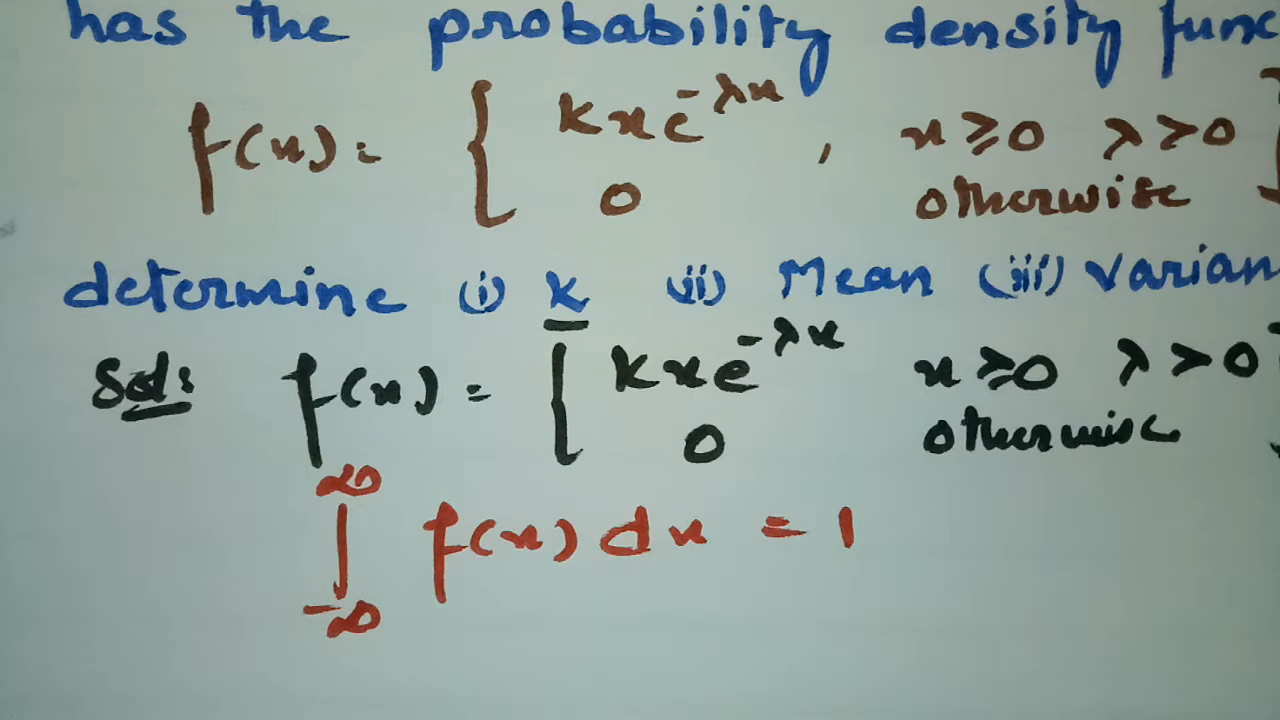 has the probability density func
f(x) = { kxe^-λx , x ≥ 0 λ > 0
0 otherwise }
determine (i) k (ii) Mean (iii) Varian
Sol: f(x) = [ kxe^-λx x ≥ 0 λ > 0
0 otherwise
∞
∫ f(x) dx = 1
-∞